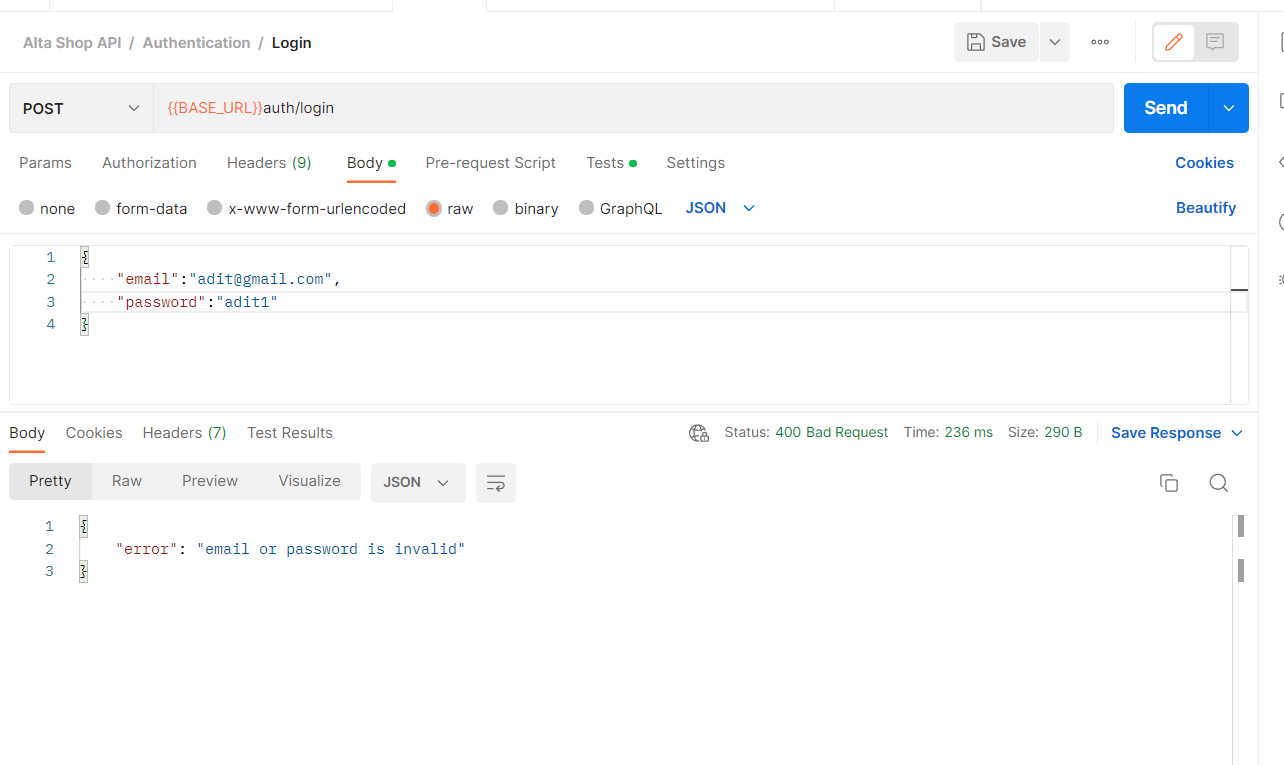 Alta Shop API / Authentication / Login
Save
POST
{{BASE_URL}}auth/login
Send
Params Authorization Headers (9) Body Pre-request Script Tests Settings Cookies
none form-data x-www-form-urlencoded raw binary GraphQL JSON Beautify
1 {
2 "email":"adit@gmail.com",
3 "password":"adit1"
4 }
Body Cookies Headers (7) Test Results Status: 400 Bad Request Time: 236 ms Size: 290 B Save Response
Pretty Raw Preview Visualize JSON
1 {
2 "error": "email or password is invalid"
3 }